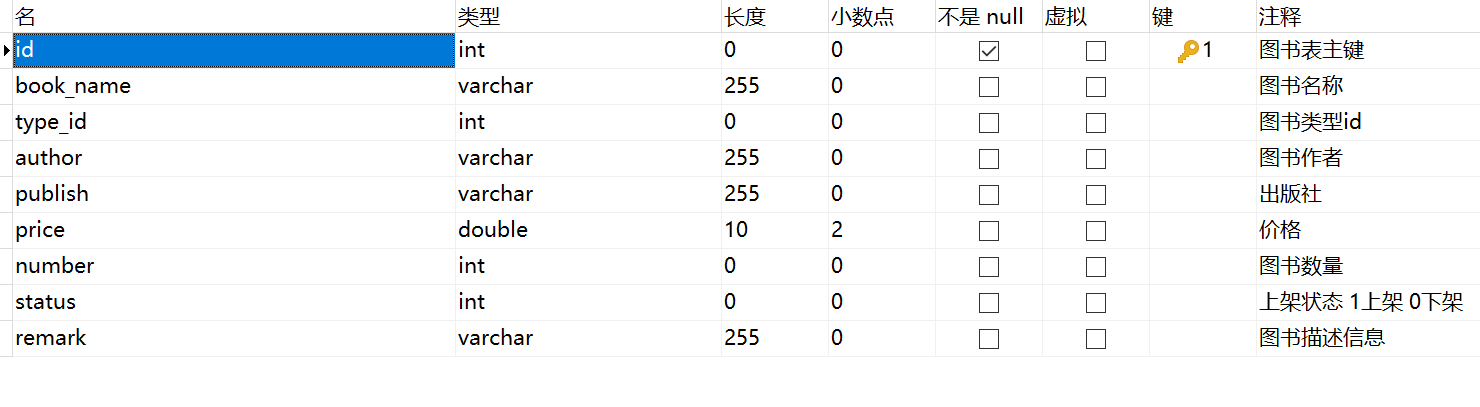 名 类型 长度 小数点 不是 null 虚拟 键 注释
id int 0 0 1 图书表主键
book_name varchar 255 0 图书名称
type_id int 0 0 图书类型id
author varchar 255 0 图书作者
publish varchar 255 0 出版社
price double 10 2 价格
number int 0 0 图书数量
status int 0 0 上架状态 1上架 0下架
remark varchar 255 0 图书描述信息